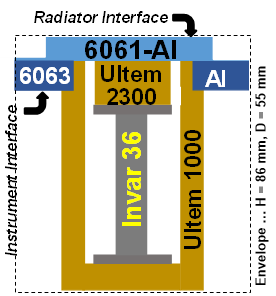 Radiator Interface
6061-Al
6063
Ultem
2300
Al
Invar 36
Ultem 1000
Instrument Interface
Envelope ... H = 86 mm, D = 55 mm